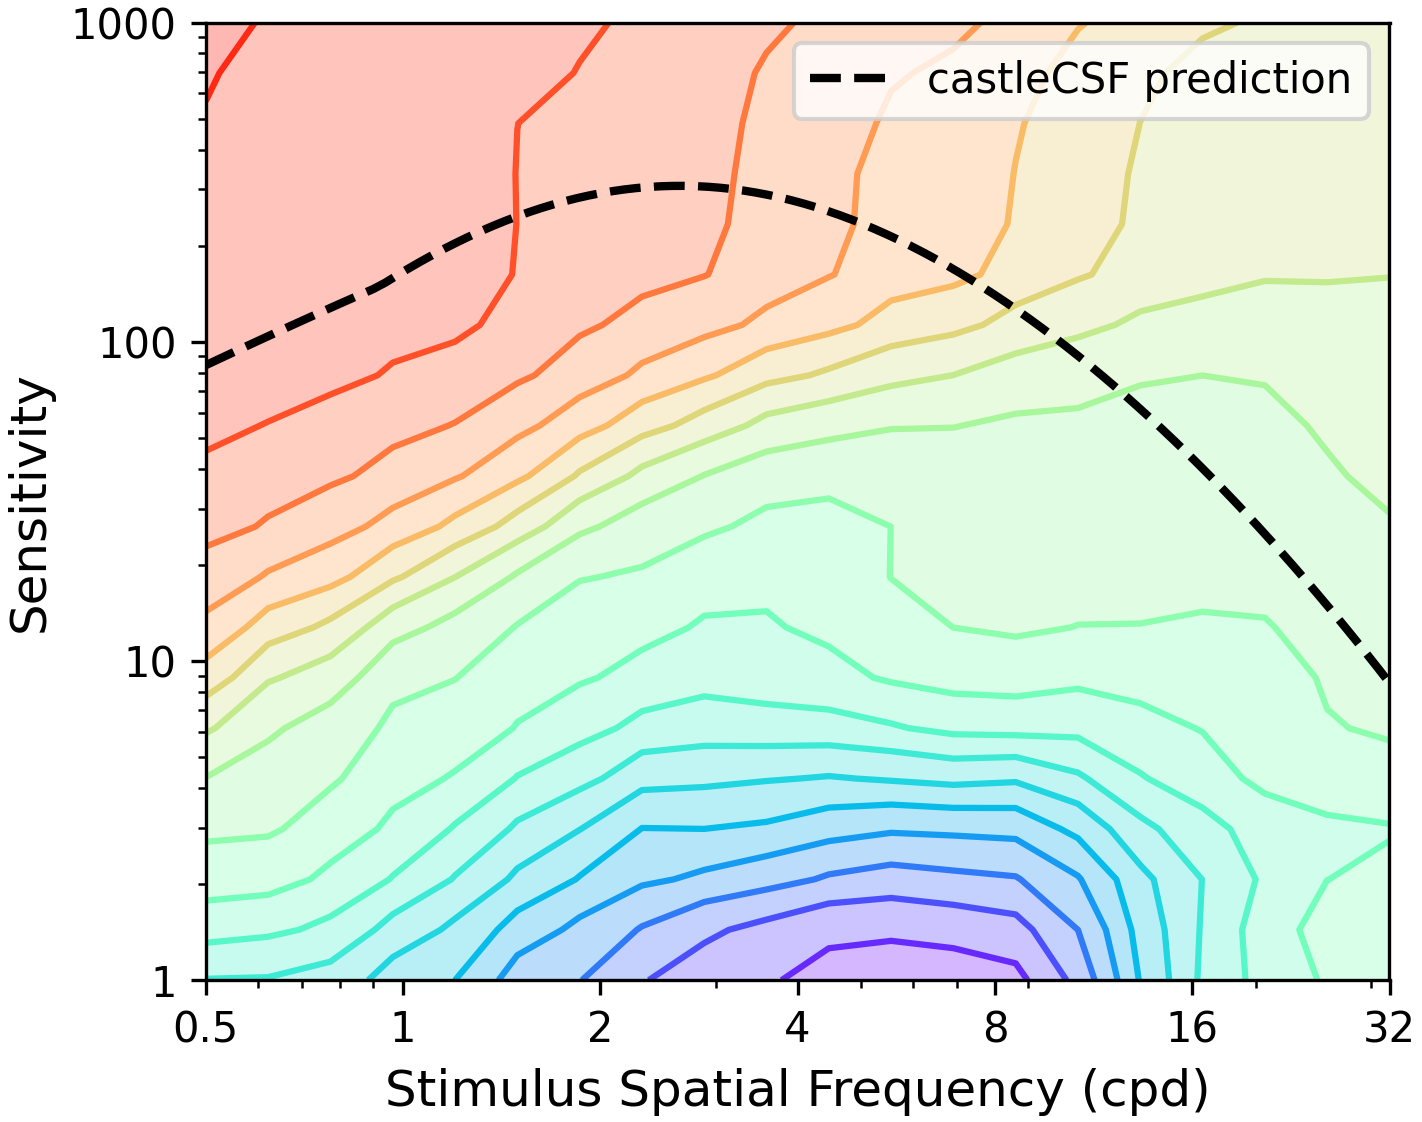 1000
100
10
1
Sensitivity
castleCSF prediction
0.5 1 2 4 8 16 32
Stimulus Spatial Frequency (cpd)